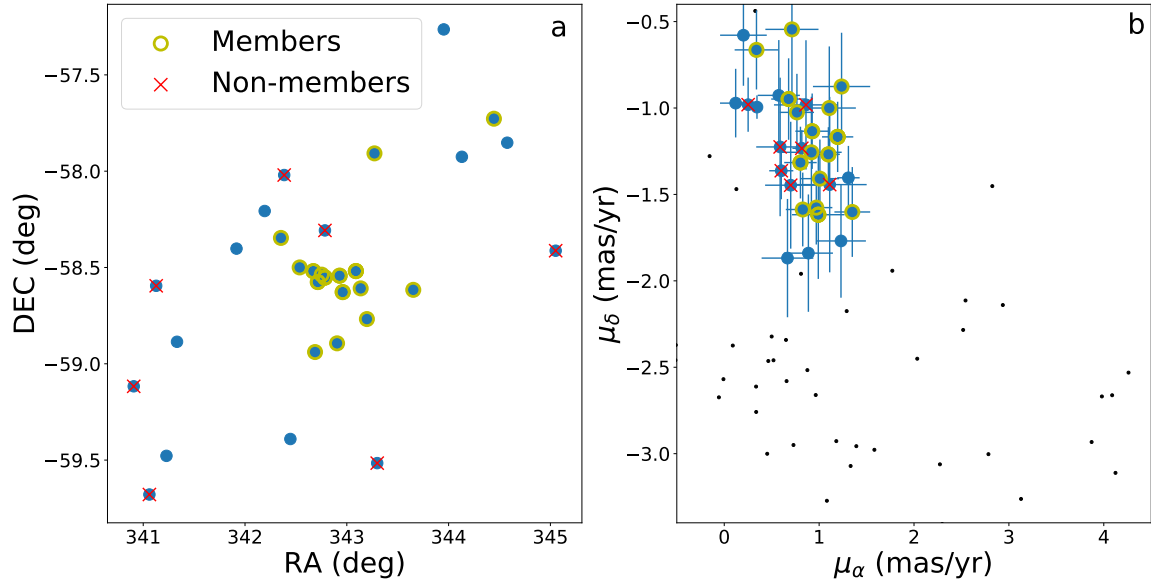 a
Members
Non-members
−57.5
−58.0
−58.5
−59.0
−59.5
DEC (deg)
341
342
343
344
345
RA (deg)
b
−0.5
−1.0
−1.5
−2.0
−2.5
−3.0
μδ (mas/yr)
0
1
2
3
4
μα (mas/yr)